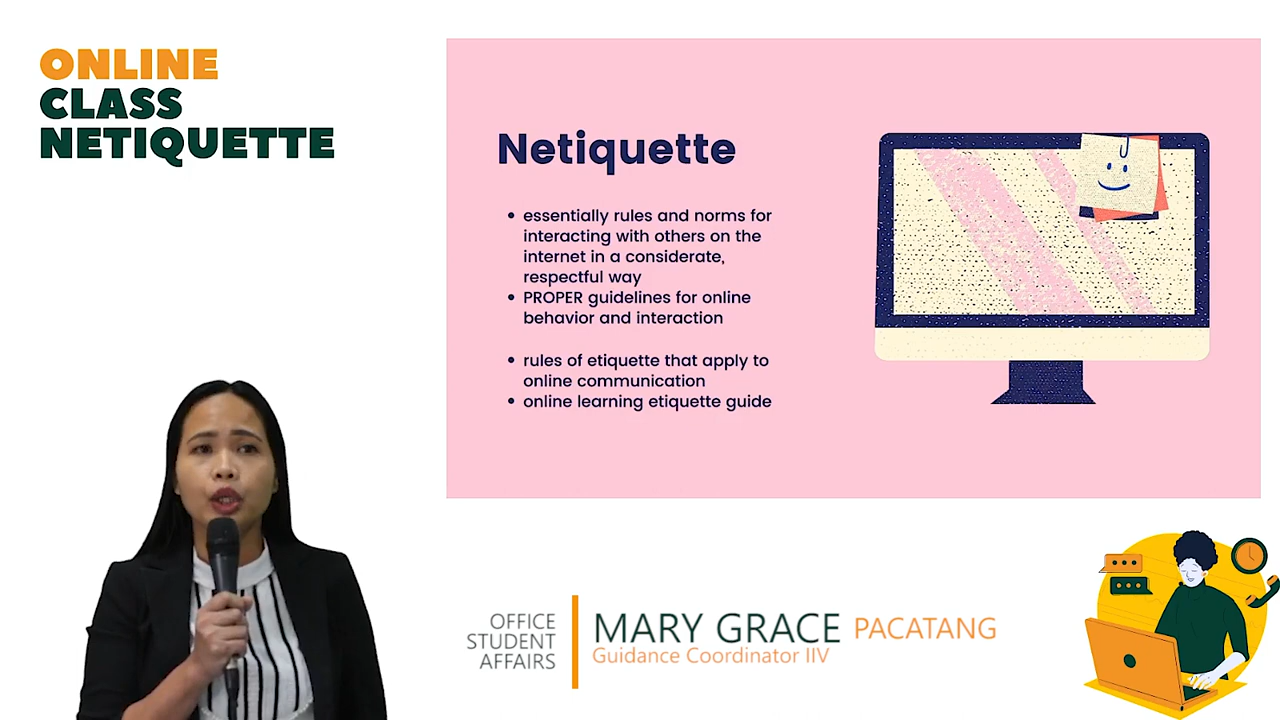 ONLINE
CLASS
NETIQUETTE
Netiquette
• essentially rules and norms for
interacting with others on the
internet in a considerate,
respectful way
• PROPER guidelines for online
behavior and interaction
• rules of etiquette that apply to
online communication
• online learning etiquette guide
OFFICE
STUDENT
AFFAIRS
MARY GRACE PACATANG
Guidance Coordinator IIV